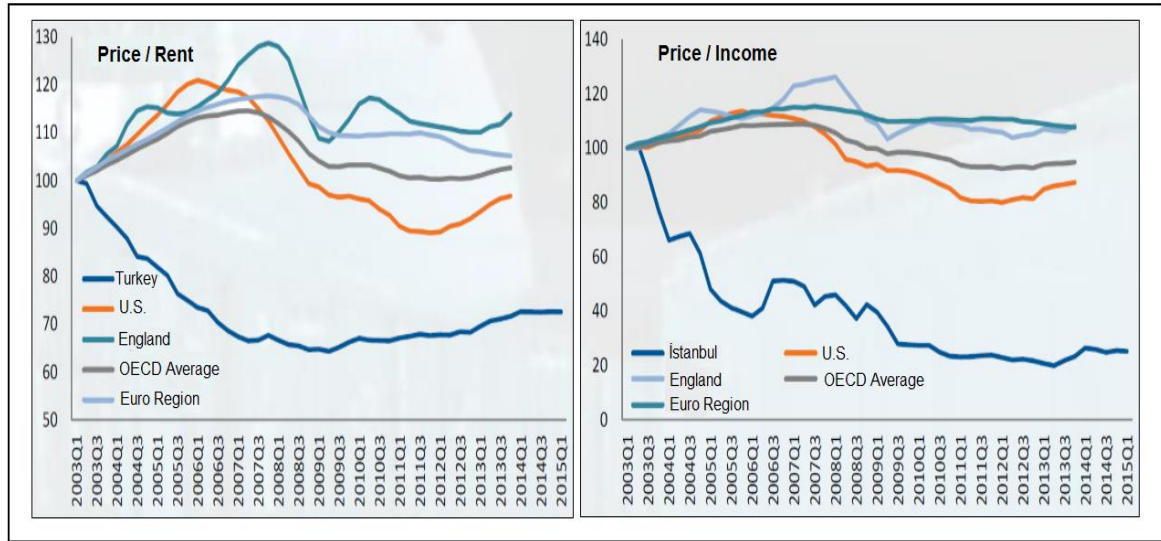 Price / Rent
130
120
110
100
90
80
70
60
50
Turkey
U.S.
England
OECD Average
Euro Region
2003Q1
2003Q3
2004Q1
2004Q3
2005Q1
2005Q3
2006Q1
2006Q3
2007Q1
2007Q3
2008Q1
2008Q3
2009Q1
2009Q3
2010Q1
2010Q3
2011Q1
2011Q3
2012Q1
2012Q3
2013Q1
2013Q3
2014Q1
2014Q3
2015Q1
Price / Income
140
120
100
80
60
40
20
0
İstanbul
U.S.
England
OECD Average
Euro Region
2003Q1
2003Q3
2004Q1
2004Q3
2005Q1
2005Q3
2006Q1
2006Q3
2007Q1
2007Q3
2008Q1
2008Q3
2009Q1
2009Q3
2010Q1
2010Q3
2011Q1
2011Q3
2012Q1
2012Q3
2013Q1
2013Q3
2014Q1
2014Q3
2015Q1